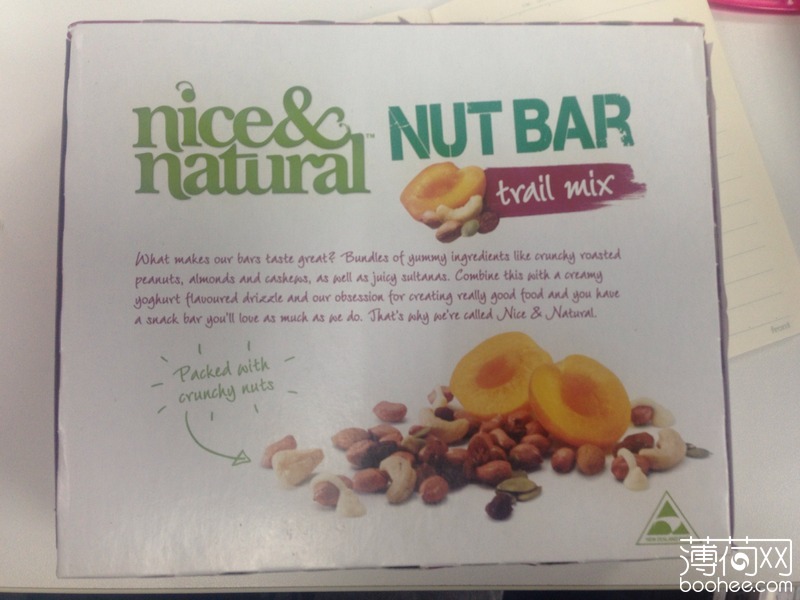 nice&
natural™
NUT BAR
trail mix
What makes our bars taste great? Bundles of yummy ingredients like crunchy roasted
peanuts, almonds and cashews, as well as juicy sultanas. Combine this with a creamy
yoghurt flavoured drizzle and our obsession for creating really good food and you have
a snack bar you'll love as much as we do. That's why we're called Nice & Natural.
Packed with
crunchy nuts
薄荷网
boohee.com